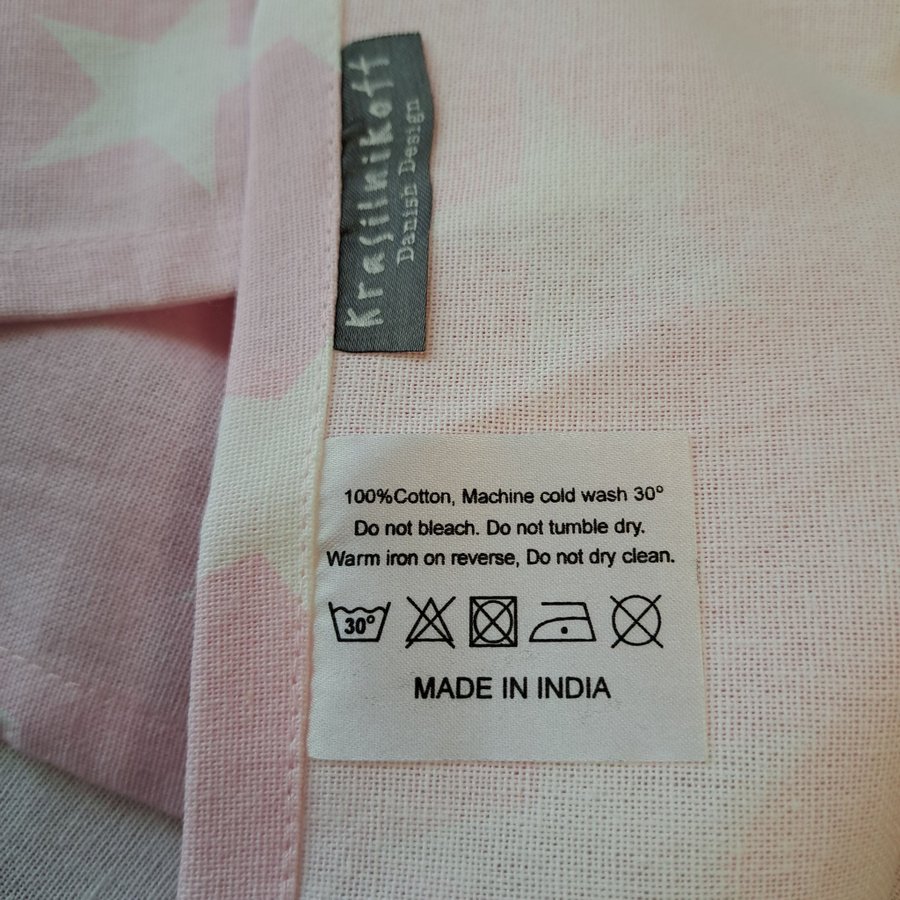 Krasilnikoff
Danish Design
100%Cotton, Machine cold wash 30°
Do not bleach. Do not tumble dry.
Warm iron on reverse, Do not dry clean.
30°
MADE IN INDIA